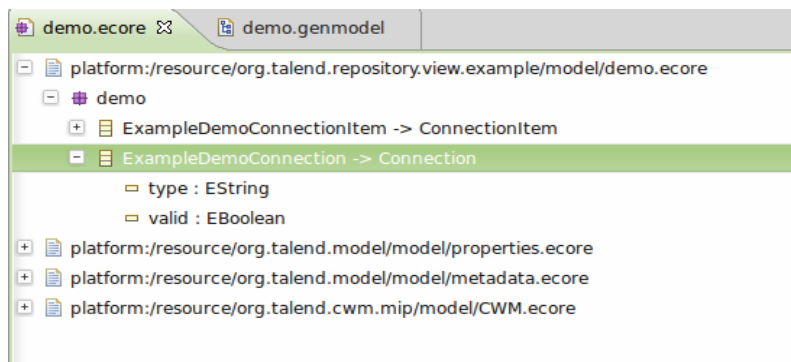 demo.ecore demo.genmodel
platform:/resource/org.talend.repository.view.example/model/demo.ecore
demo
ExampleDemoConnectionItem -> ConnectionItem
ExampleDemoConnection -> Connection
type : EString
valid : EBoolean
platform:/resource/org.talend.model/model/properties.ecore
platform:/resource/org.talend.model/model/metadata.ecore
platform:/resource/org.talend.cwm.mip/model/CWM.ecore